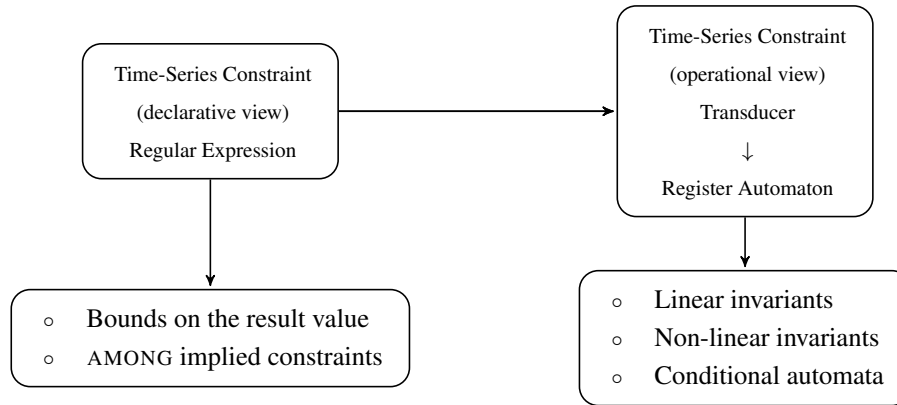 Time-Series Constraint
(declarative view)
Regular Expression
Time-Series Constraint
(operational view)
Transducer
↓
Register Automaton
○ Bounds on the result value
○ AMONG implied constraints
○ Linear invariants
○ Non-linear invariants
○ Conditional automata